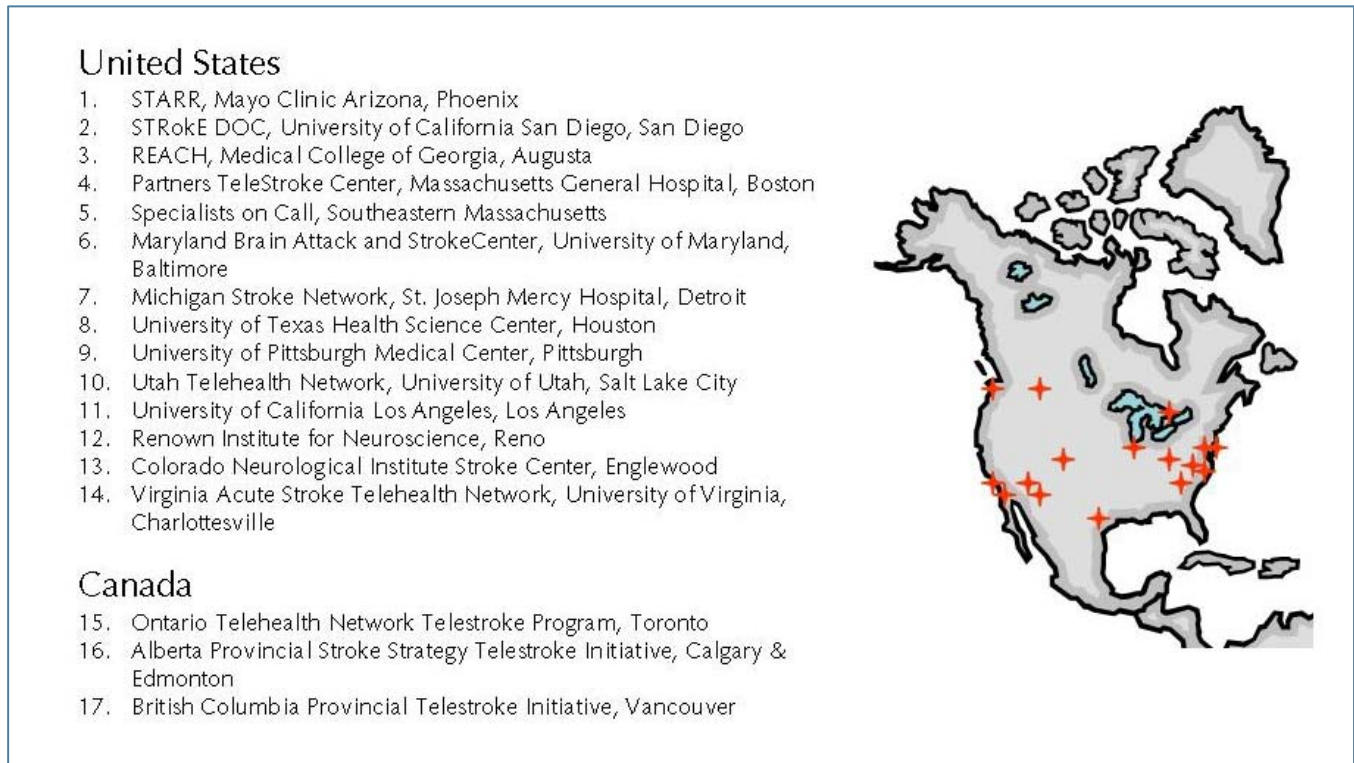 United States
1. STARR, Mayo Clinic Arizona, Phoenix
2. STRokE DOC, University of California San Diego, San Diego
3. REACH, Medical College of Georgia, Augusta
4. Partners TeleStroke Center, Massachusetts General Hospital, Boston
5. Specialists on Call, Southeastern Massachusetts
6. Maryland Brain Attack and StrokeCenter, University of Maryland,
Baltimore
7. Michigan Stroke Network, St. Joseph Mercy Hospital, Detroit
8. University of Texas Health Science Center, Houston
9. University of Pittsburgh Medical Center, Pittsburgh
10. Utah Telehealth Network, University of Utah, Salt Lake City
11. University of California Los Angeles, Los Angeles
12. Renown Institute for Neuroscience, Reno
13. Colorado Neurological Institute Stroke Center, Englewood
14. Virginia Acute Stroke Telehealth Network, University of Virginia,
Charlottesville
Canada
15. Ontario Telehealth Network Telestroke Program, Toronto
16. Alberta Provincial Stroke Strategy Telestroke Initiative, Calgary &
Edmonton
17. British Columbia Provincial Telestroke Initiative, Vancouver